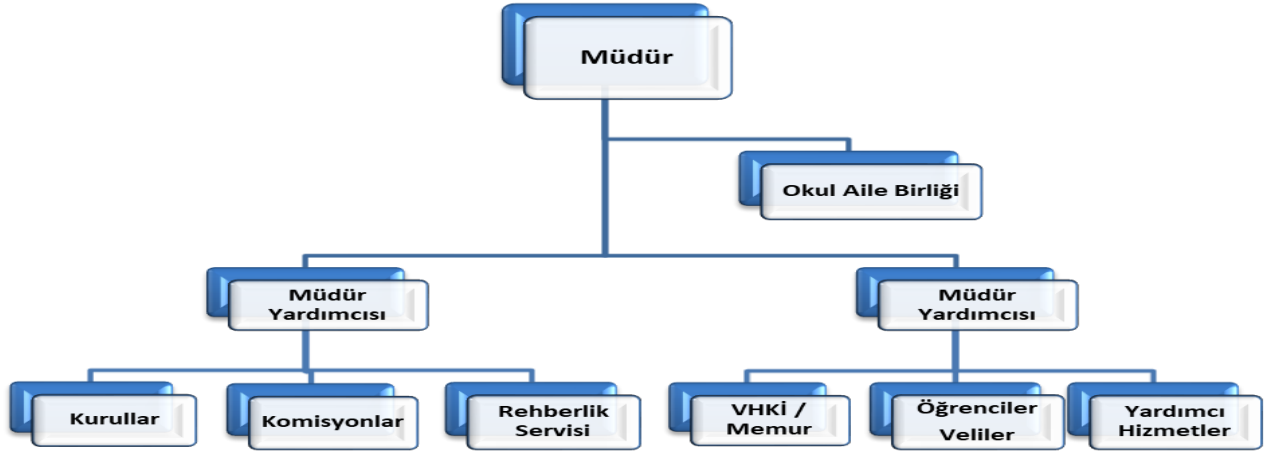 Müdür
Okul Aile Birliği
Müdür
Yardımcısı
Müdür
Yardımcısı
Kurullar
Komisyonlar
Rehberlik
Servisi
VHKİ /
Memur
Öğrenciler
Veliler
Yardımcı
Hizmetler